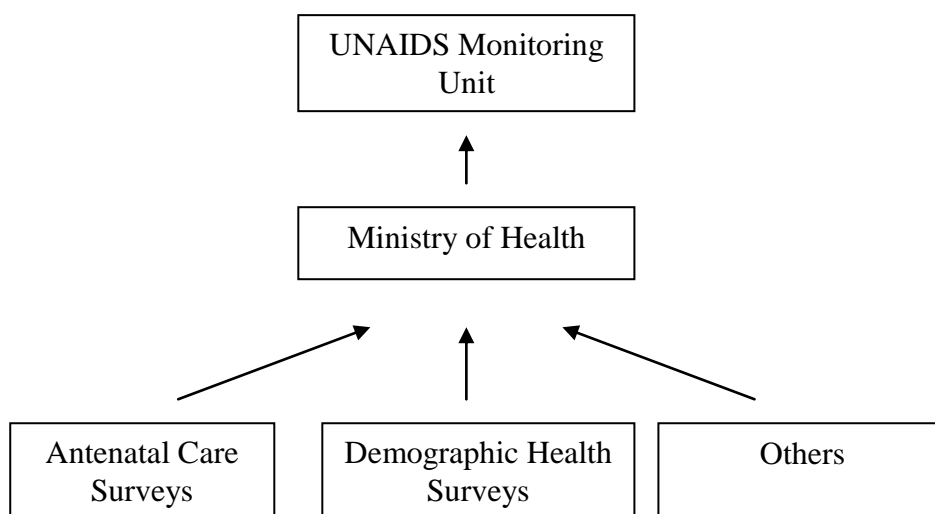 UNAIDS Monitoring
Unit
Ministry of Health
Antenatal Care
Surveys
Demographic Health
Surveys
Others